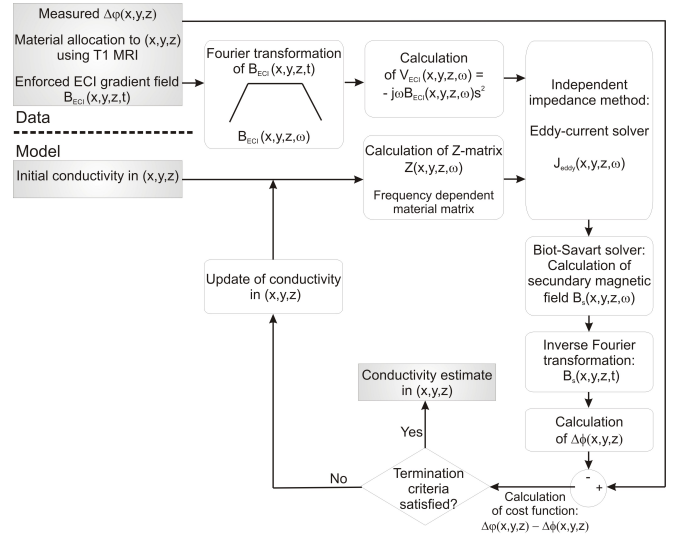 Measured Δφ(x,y,z)
Material allocation to (x,y,z)
using T1 MRI
Enforced ECI gradient field
B_ECI(x,y,z,t)
Data
Model
Initial conductivity in (x,y,z)
Fourier transformation
of B_ECI(x,y,z,t)
B_ECI(x,y,z,ω)
Calculation
of V_ECI(x,y,z,ω) =
- jωB_ECI(x,y,z,ω)s²
Calculation of Z-matrix
Z(x,y,z,ω)
Frequency dependent
material matrix
Independent
impedance method:
Eddy-current solver
J_eddy(x,y,z,ω)
Biot-Savart solver:
Calculation of
secundary magnetic
field B_s(x,y,z,ω)
Inverse Fourier
transformation:
B_s(x,y,z,t)
Calculation
of Δϕ(x,y,z)
-
+
Calculation
of cost function:
Δφ(x,y,z) − Δϕ(x,y,z)
Termination
criteria
satisfied?
Yes
No
Conductivity estimate
in (x,y,z)
Update of conductivity
in (x,y,z)